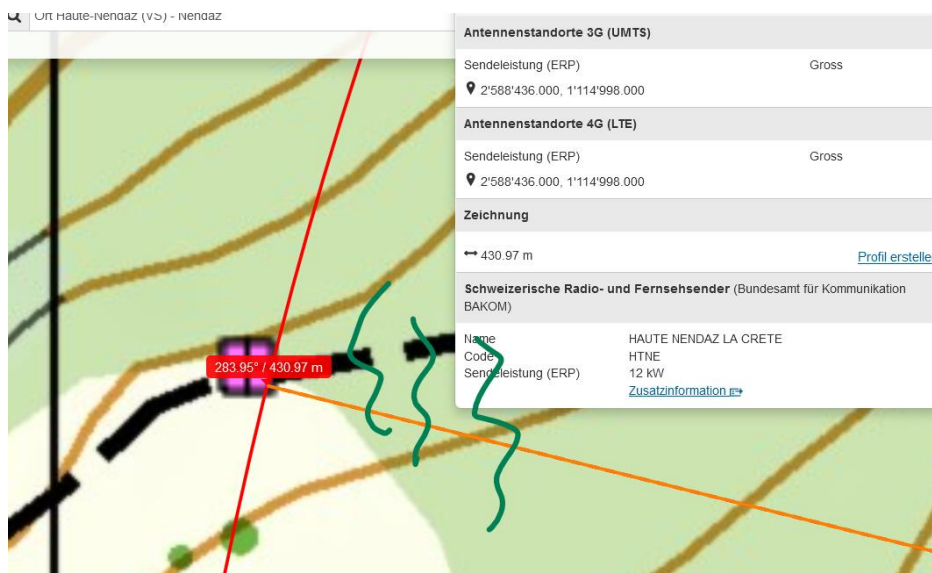 Ort Haute-Nendaz (VS) - Nendaz
Antennenstandorte 3G (UMTS)
Sendeleistung (ERP) Gross
2'588'436.000, 1'114'998.000
Antennenstandorte 4G (LTE)
Sendeleistung (ERP) Gross
2'588'436.000, 1'114'998.000
Zeichnung
430.97 m Profil erstelle
Schweizerische Radio- und Fernsehsender (Bundesamt für Kommunikation
BAKOM)
Name HAUTE NENDAZ LA CRETE
Code HTNE
Sendeleistung (ERP) 12 kW
Zusatzinformation
283.95° / 430.97 m